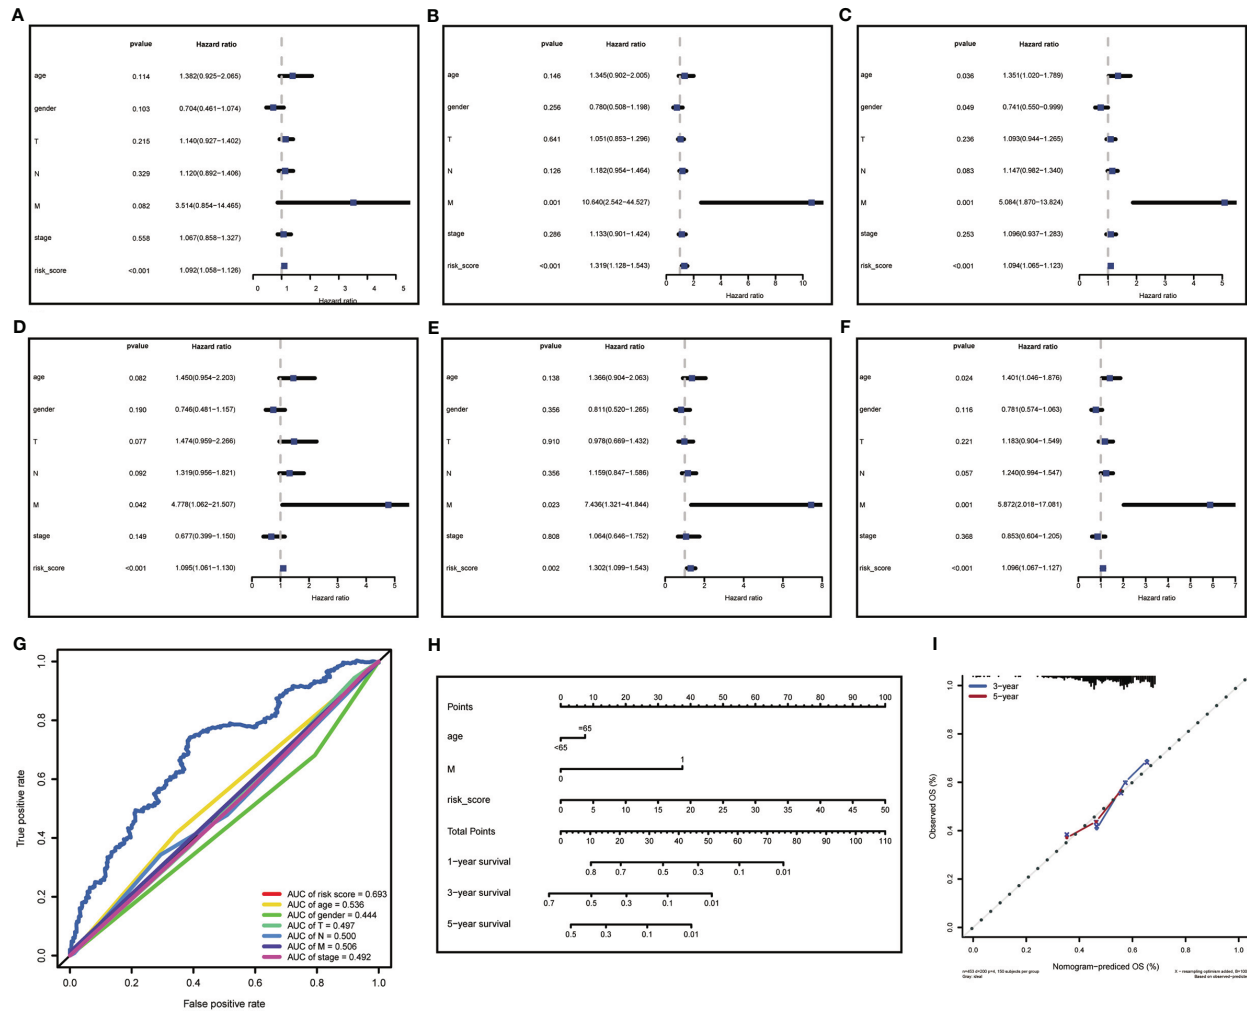 A
pvalue Hazard ratio
age 0.114 1.382(0.925−2.065)
gender 0.103 0.704(0.461−1.074)
T 0.215 1.140(0.927−1.402)
N 0.329 1.120(0.892−1.406)
M 0.082 3.514(0.854−14.465)
stage 0.558 1.067(0.858−1.327)
risk_score <0.001 1.092(1.058−1.126)
0 1 2 3 4 5
Hazard ratio
B
pvalue Hazard ratio
age 0.146 1.345(0.902−2.005)
gender 0.256 0.780(0.508−1.198)
T 0.641 1.051(0.853−1.296)
N 0.126 1.182(0.954−1.464)
M 0.001 10.640(2.542−44.527)
stage 0.286 1.133(0.901−1.424)
risk_score <0.001 1.319(1.128−1.543)
0 2 4 6 8 10
Hazard ratio
C
pvalue Hazard ratio
age 0.036 1.351(1.020−1.789)
gender 0.049 0.741(0.550−0.999)
T 0.236 1.093(0.944−1.265)
N 0.083 1.147(0.982−1.340)
M 0.001 5.084(1.870−13.824)
stage 0.253 1.096(0.937−1.283)
risk_score <0.001 1.094(1.065−1.123)
0 1 2 3 4 5
Hazard ratio
D
pvalue Hazard ratio
age 0.082 1.450(0.954−2.203)
gender 0.190 0.746(0.481−1.157)
T 0.077 1.474(0.959−2.266)
N 0.092 1.319(0.956−1.821)
M 0.042 4.778(1.062−21.507)
stage 0.149 0.677(0.399−1.150)
risk_score <0.001 1.095(1.061−1.130)
0 1 2 3 4 5
Hazard ratio
E
pvalue Hazard ratio
age 0.138 1.366(0.904−2.063)
gender 0.356 0.811(0.520−1.265)
T 0.910 0.978(0.669−1.432)
N 0.356 1.159(0.847−1.586)
M 0.023 7.436(1.321−41.844)
stage 0.808 1.064(0.646−1.752)
risk_score 0.002 1.302(1.099−1.543)
0 2 4 6 8
Hazard ratio
F
pvalue Hazard ratio
age 0.024 1.401(1.046−1.876)
gender 0.116 0.781(0.574−1.063)
T 0.221 1.183(0.904−1.549)
N 0.057 1.240(0.994−1.547)
M 0.001 5.872(2.018−17.081)
stage 0.368 0.853(0.604−1.205)
risk_score <0.001 1.096(1.067−1.127)
0 1 2 3 4 5 6 7
Hazard ratio
G
True positive rate
1.0
0.8
0.6
0.4
0.2
0.0
AUC of risk score = 0.693
AUC of age = 0.536
AUC of gender = 0.444
AUC of T = 0.497
AUC of N = 0.500
AUC of M = 0.506
AUC of stage = 0.492
0.0 0.2 0.4 0.6 0.8 1.0
False positive rate
H
0 10 20 30 40 50 60 70 80 90 100
Points
=65
age
<65
1
M
0
risk_score
0 5 10 15 20 25 30 35 40 45 50
Total Points
0 10 20 30 40 50 60 70 80 90 100 110
1−year survival
0.8 0.7 0.5 0.3 0.1 0.01
3−year survival
0.7 0.5 0.3 0.1 0.01
5−year survival
0.5 0.3 0.1 0.01
I
3−year
5−year
Observed OS (%)
1.0
0.8
0.6
0.4
0.2
0.0
0.0 0.2 0.4 0.6 0.8 1.0
Nomogram−prediced OS (%)
n=453 d=200 p=4, 150 subjects per group
Gray: ideal
X − resampling optimism added, B=100
Based on observed−predicte